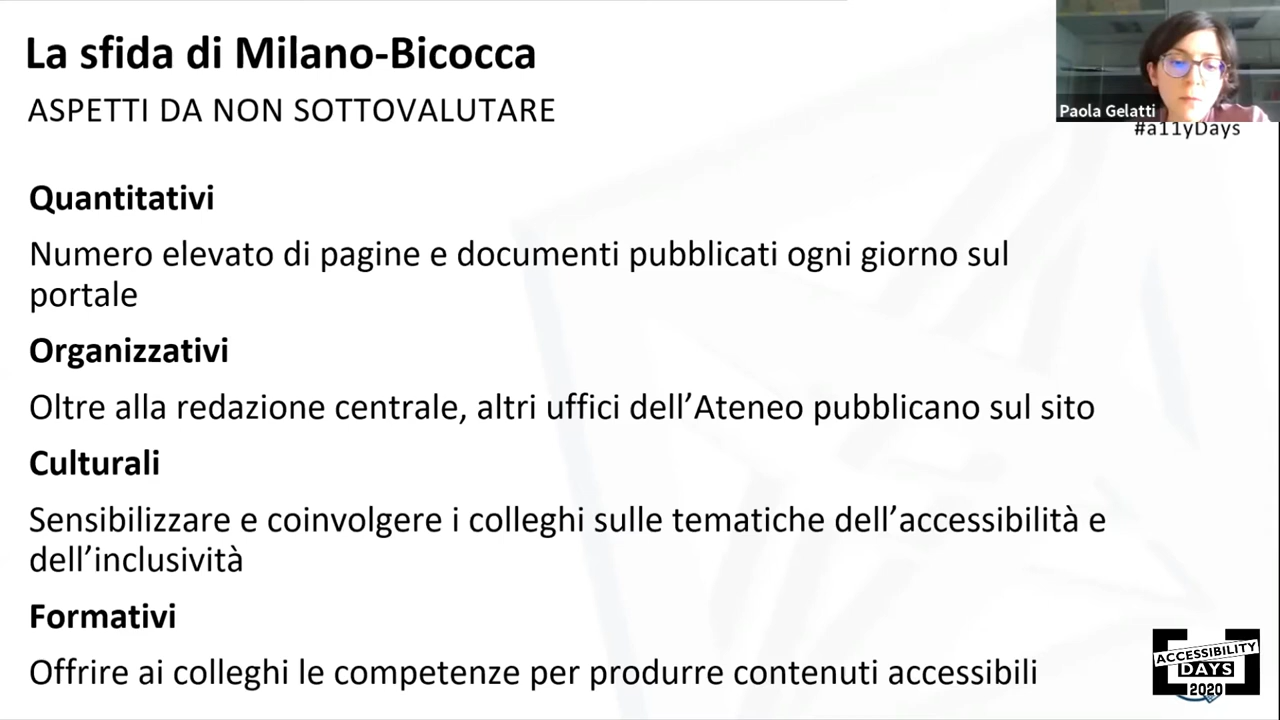 La sfida di Milano-Bicocca
ASPETTI DA NON SOTTOVALUTARE
Paola Gelatti
#a11yDays
Quantitativi
Numero elevato di pagine e documenti pubblicati ogni giorno sul
portale
Organizzativi
Oltre alla redazione centrale, altri uffici dell’Ateneo pubblicano sul sito
Culturali
Sensibilizzare e coinvolgere i colleghi sulle tematiche dell’accessibilità e
dell’inclusività
Formativi
Offrire ai colleghi le competenze per produrre contenuti accessibili
ACCESSIBILITY
DAYS
2020